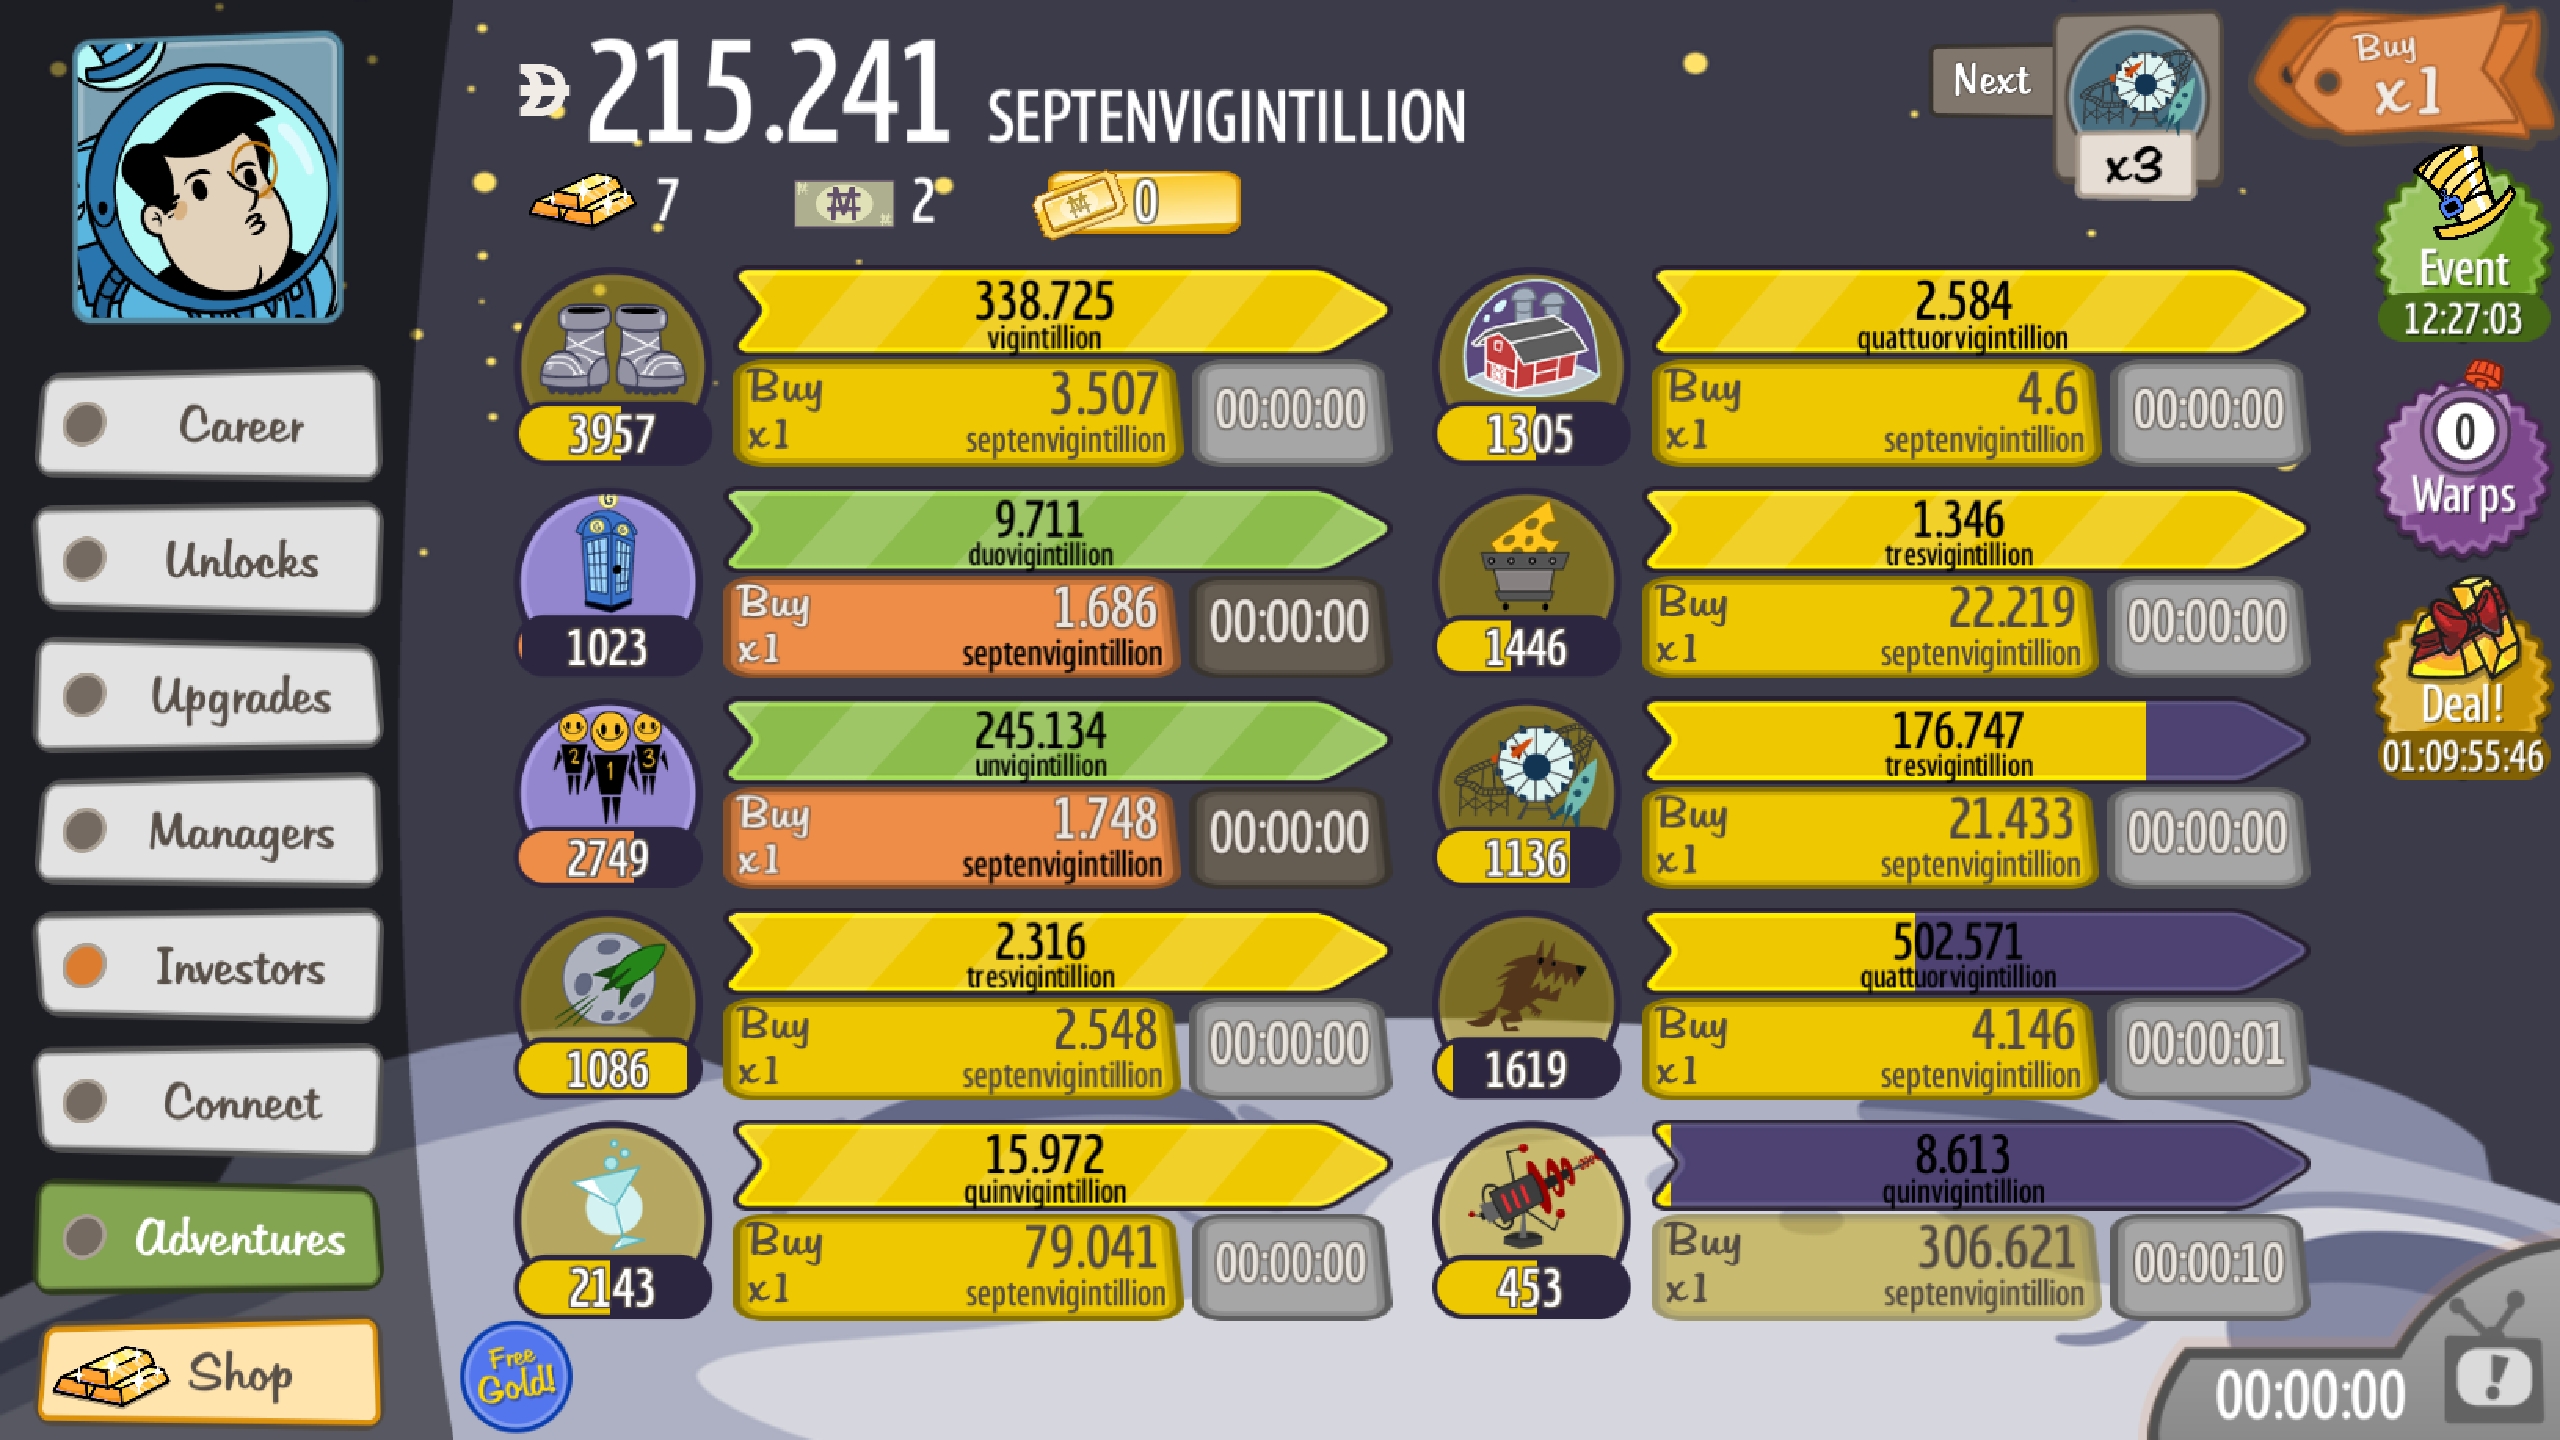 215.241 SEPTENVIGINTILLION
Next
x3
Buy
x1
7
2
0
Event
12:27:03
0
Warps
Deal!
01:09:55:46
Career
Unlocks
Upgrades
Managers
Investors
Connect
Adventures
Shop
Free
Gold!
338.725
vigintillion
3957
Buy
x1
3.507
septenvigintillion
00:00:00
2.584
quattuorvigintillion
1305
Buy
x1
4.6
septenvigintillion
00:00:00
9.711
duovigintillion
1023
Buy
x1
1.686
septenvigintillion
00:00:00
1.346
tresvigintillion
1446
Buy
x1
22.219
septenvigintillion
00:00:00
2 1 3
245.134
unvigintillion
2749
Buy
x1
1.748
septenvigintillion
00:00:00
176.747
tresvigintillion
1136
Buy
x1
21.433
septenvigintillion
00:00:00
2.316
tresvigintillion
1086
Buy
x1
2.548
septenvigintillion
00:00:00
502.571
quattuorvigintillion
1619
Buy
x1
4.146
septenvigintillion
00:00:01
15.972
quinvigintillion
2143
Buy
x1
79.041
septenvigintillion
00:00:00
8.613
quinvigintillion
453
Buy
x1
306.621
septenvigintillion
00:00:10
00:00:00
!